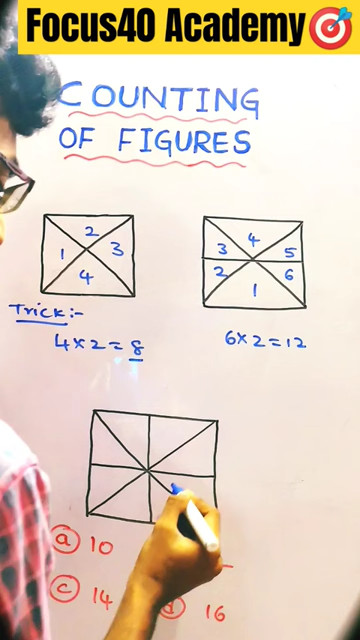 Focus40 Academy🎯
COUNTING
OF FIGURES
2
1 3
4
4
3 5
2 6
1
Trick:-
4×2=8
6×2=12
a 10
c 14
d 16